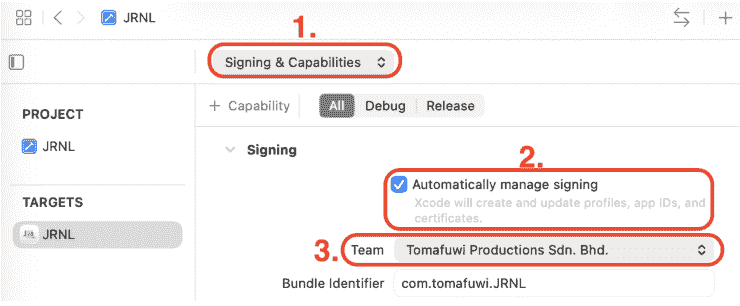 JRNL
1.
Signing & Capabilities
+ Capability All Debug Release
PROJECT
JRNL
Signing
2.
Automatically manage signing
Xcode will create and update profiles, app IDs, and
certificates.
TARGETS
JRNL
3. Team Tomafuwi Productions Sdn. Bhd.
Bundle Identifier com.tomafuwi.JRNL